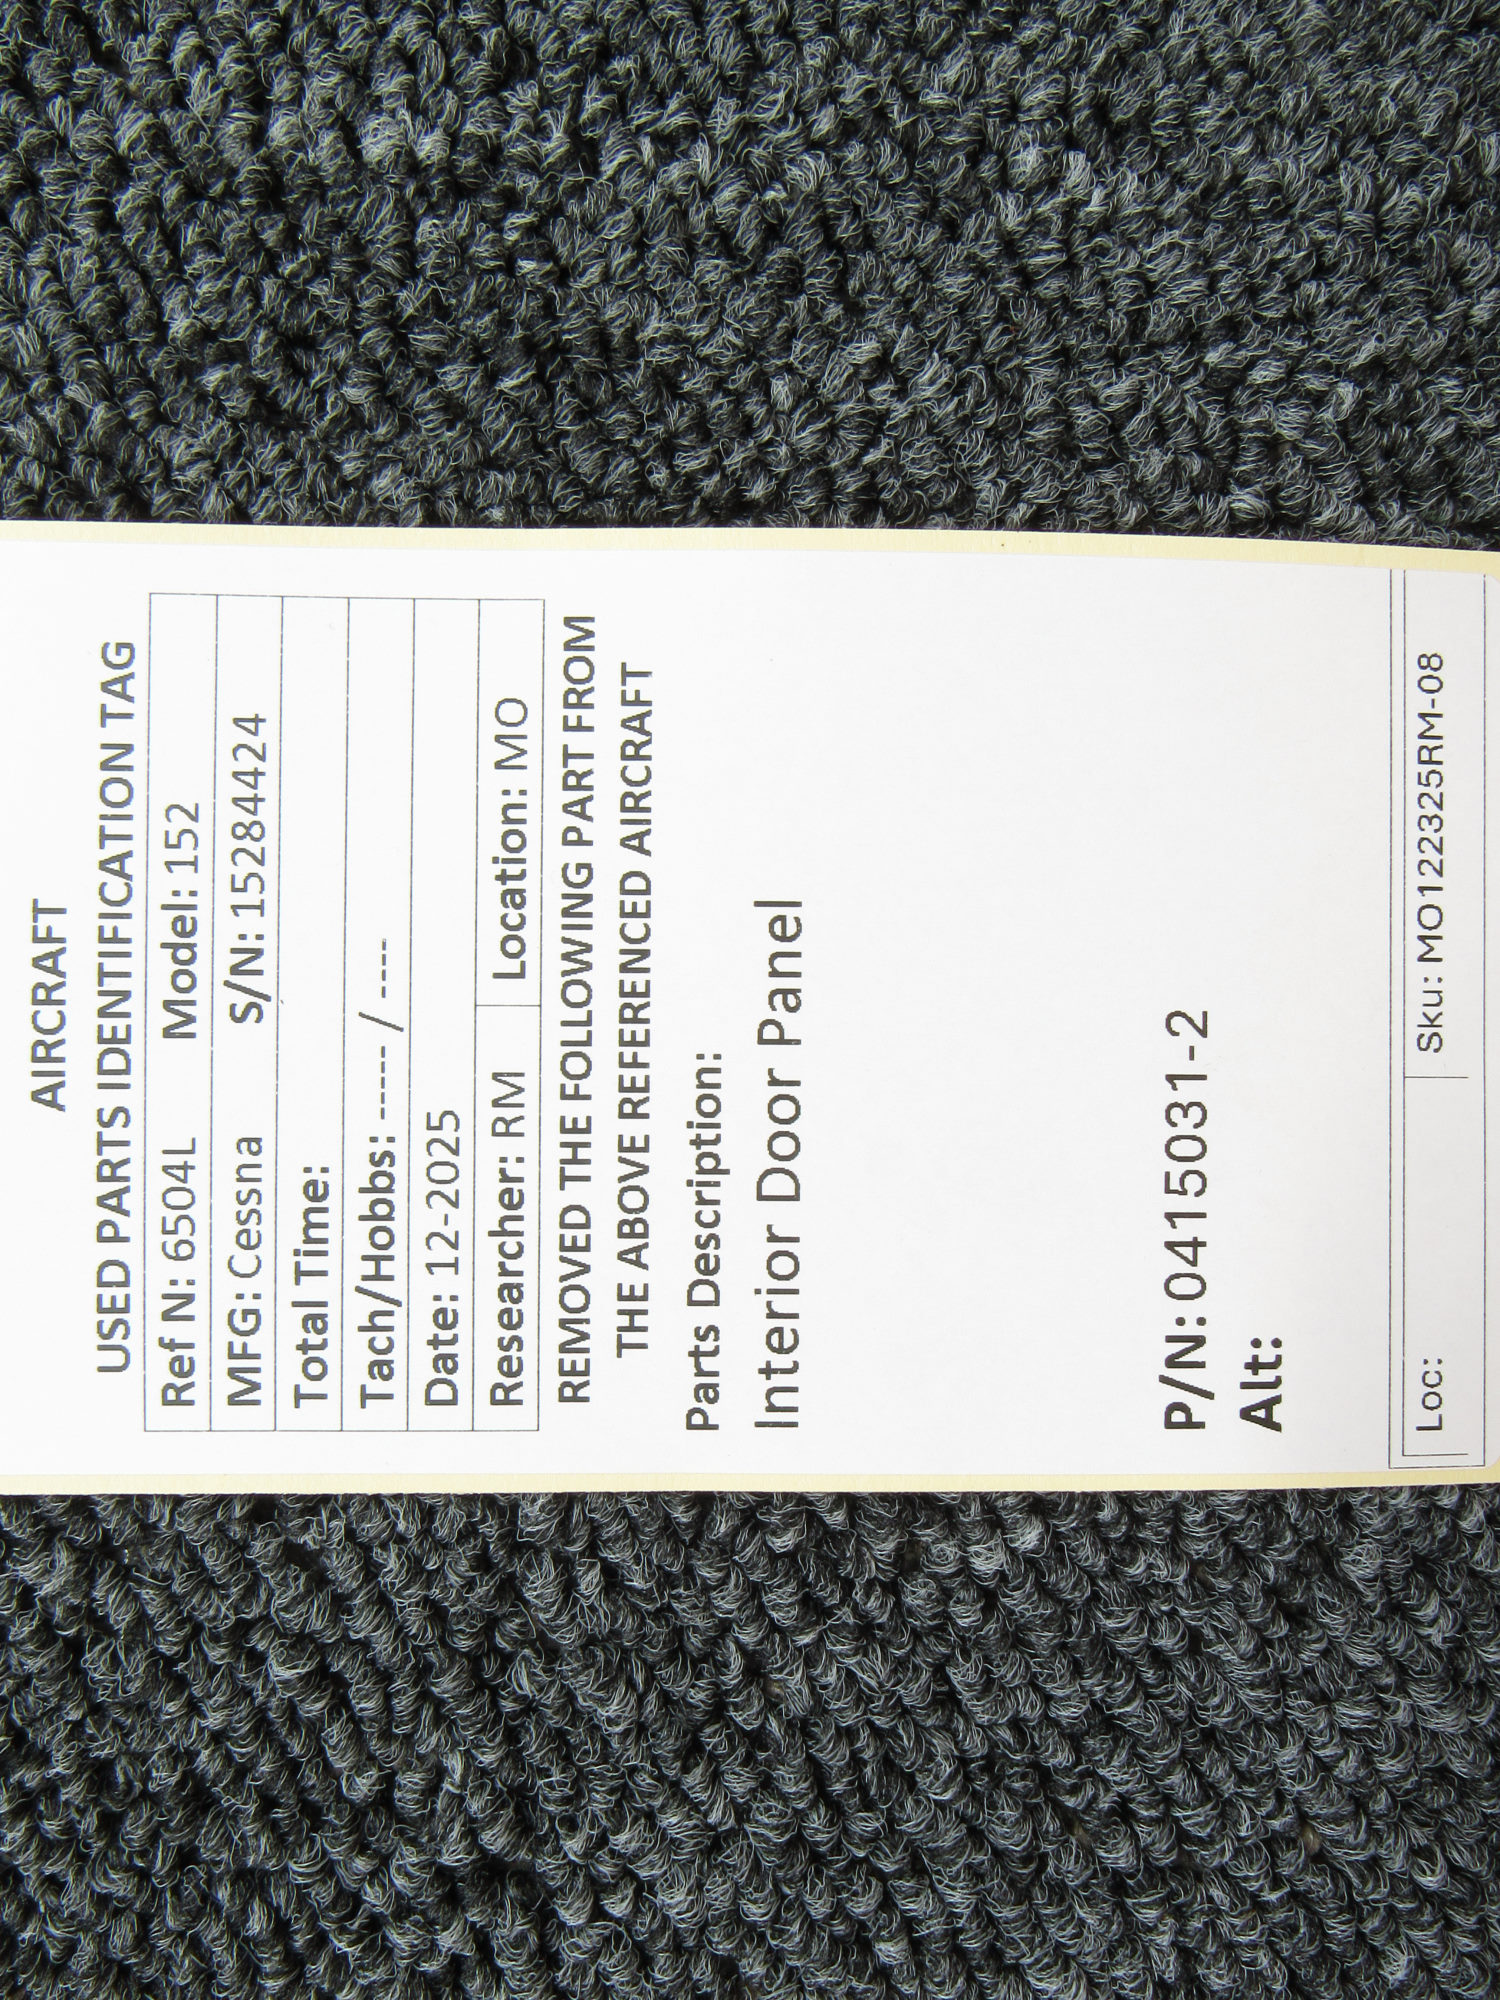 AIRCRAFT
USED PARTS IDENTIFICATION TAG
Ref N: 6504L Model: 152
MFG: Cessna S/N: 15284424
Total Time:
Tach/Hobbs: ----- / ----
Date: 12-2025
Researcher: RM Location: MO
REMOVED THE FOLLOWING PART FROM
THE ABOVE REFERENCED AIRCRAFT
Parts Description:
Interior Door Panel
P/N: 0415031-2
Alt:
Loc: Sku: MO122325RM-08